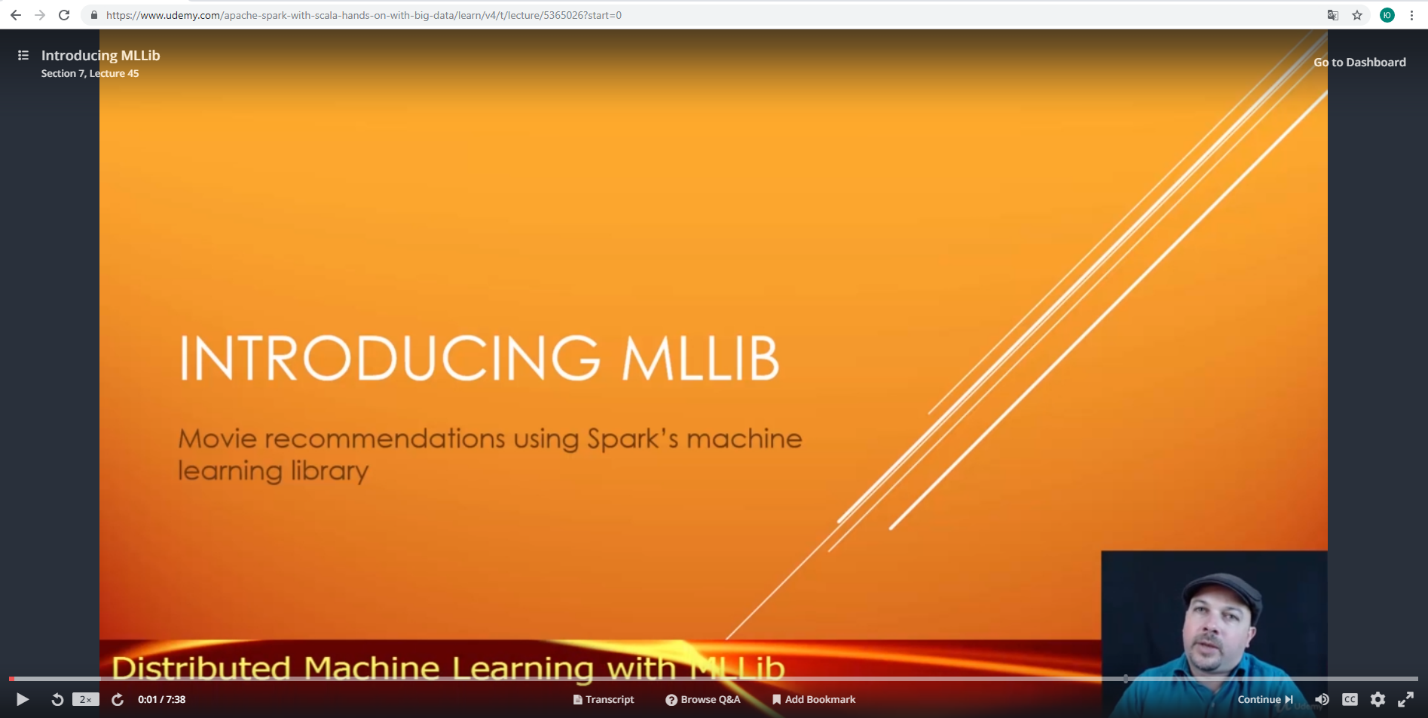 https://www.udemy.com/apache-spark-with-scala-hands-on-with-big-data/learn/v4/t/lecture/5365026?start=0
Ю
Introducing MLLib
Section 7, Lecture 45
Go to Dashboard
INTRODUCING MLLIB
Movie recommendations using Spark's machine
learning library
Distributed Machine Learning with MLLib
2×
0:01 / 7:38
Transcript
Browse Q&A
Add Bookmark
Continue
CC